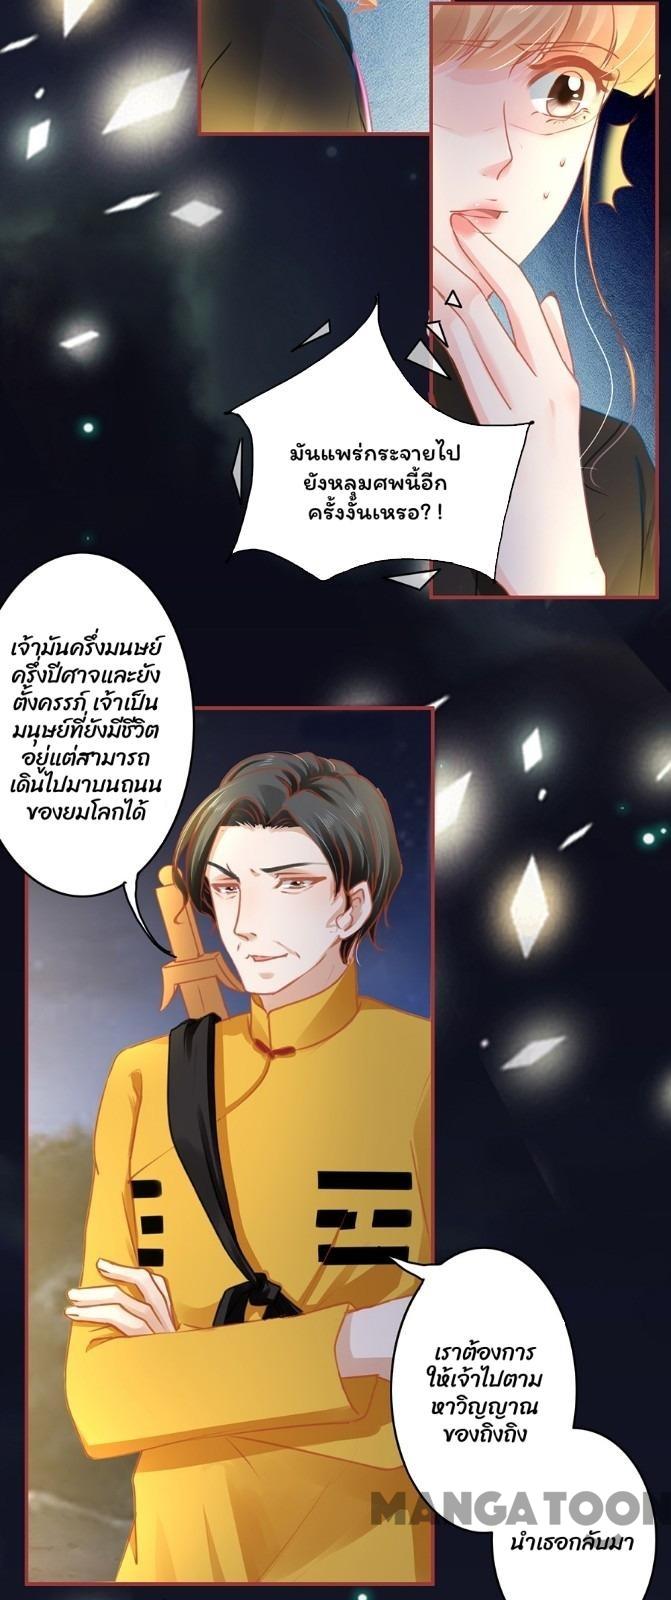 มันแพร่กระจายไป
ยังหลุมศพนี้อีก
ครั้งงั้นเหรอ?!
เจ้ามันครึ่งมนุษย์
ครึ่งปีศาจและยัง
ตั้งครรภ์ เจ้าเป็น
มนุษย์ที่ยังมีชีวิต
อยู่แต่สามารถ
เดินไปมาบนถนน
ของยมโลกได้
เราต้องการ
ให้เจ้าไปตาม
หาวิญญาณ
ของถิงถิง
MANGATOON
นำเธอกลับมา